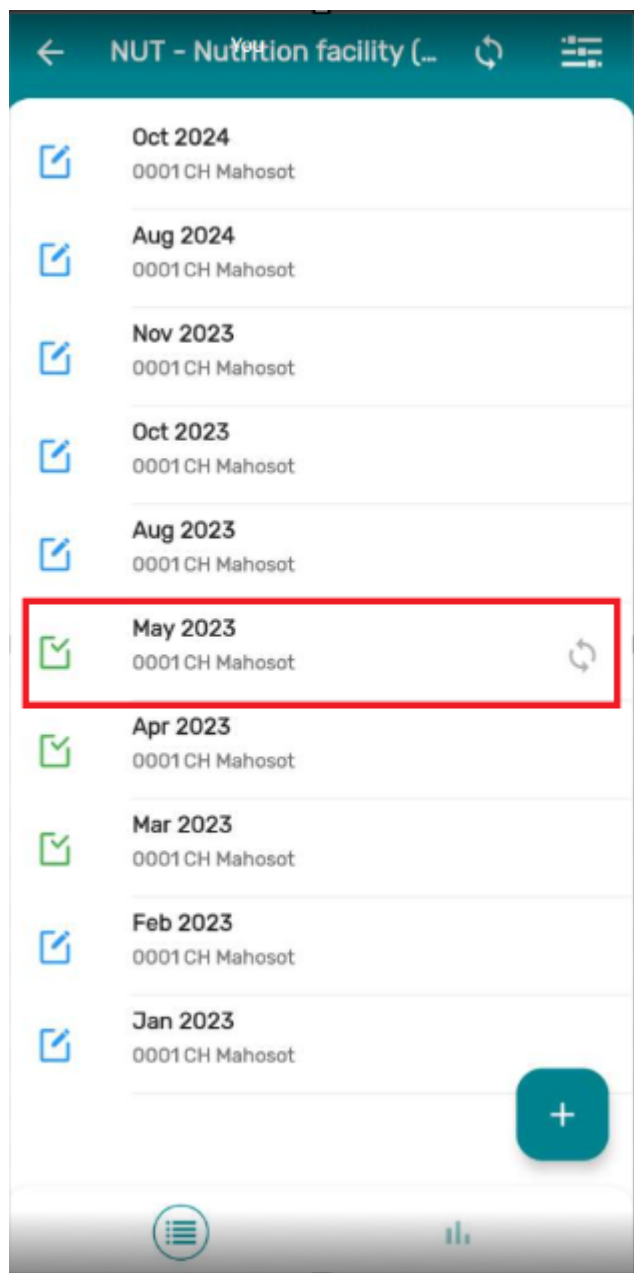 NUT - Nutrition facility (…
You
Oct 2024
0001 CH Mahosot
Aug 2024
0001 CH Mahosot
Nov 2023
0001 CH Mahosot
Oct 2023
0001 CH Mahosot
Aug 2023
0001 CH Mahosot
May 2023
0001 CH Mahosot
Apr 2023
0001 CH Mahosot
Mar 2023
0001 CH Mahosot
Feb 2023
0001 CH Mahosot
Jan 2023
0001 CH Mahosot
+